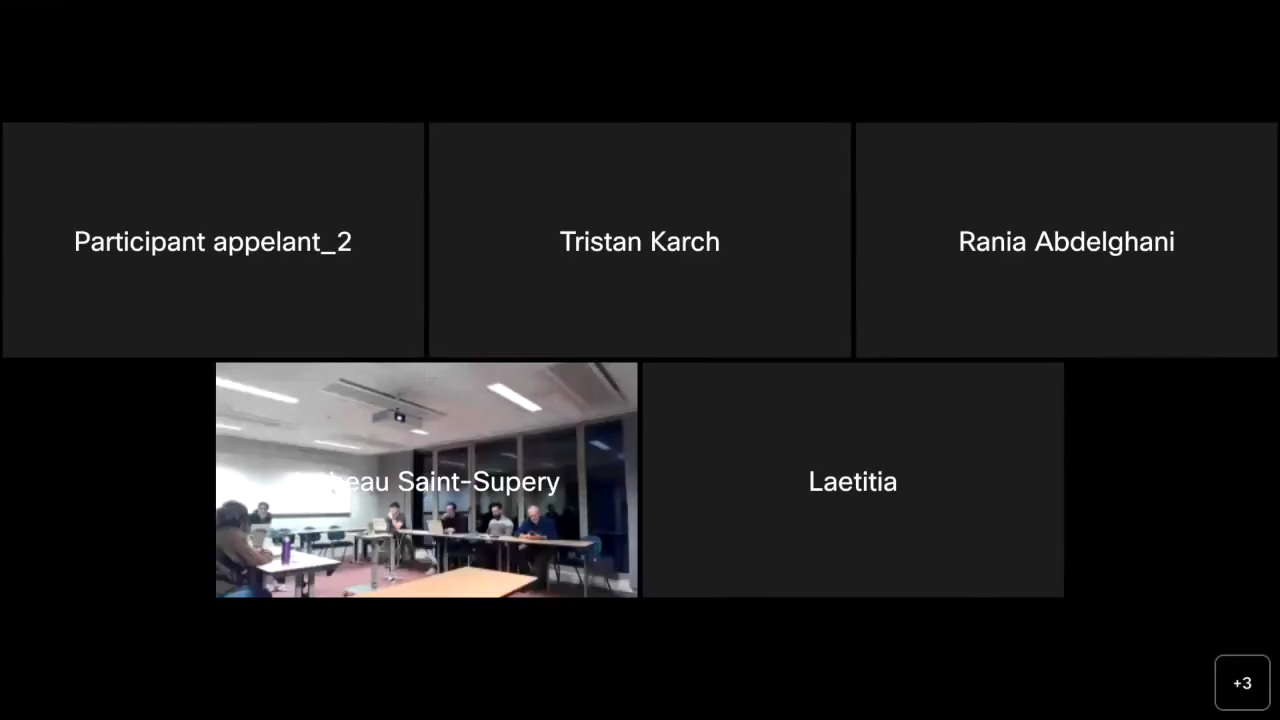 Participant appelant_2
Tristan Karch
Rania Abdelghani
Saint-Supery
Laetitia
+3